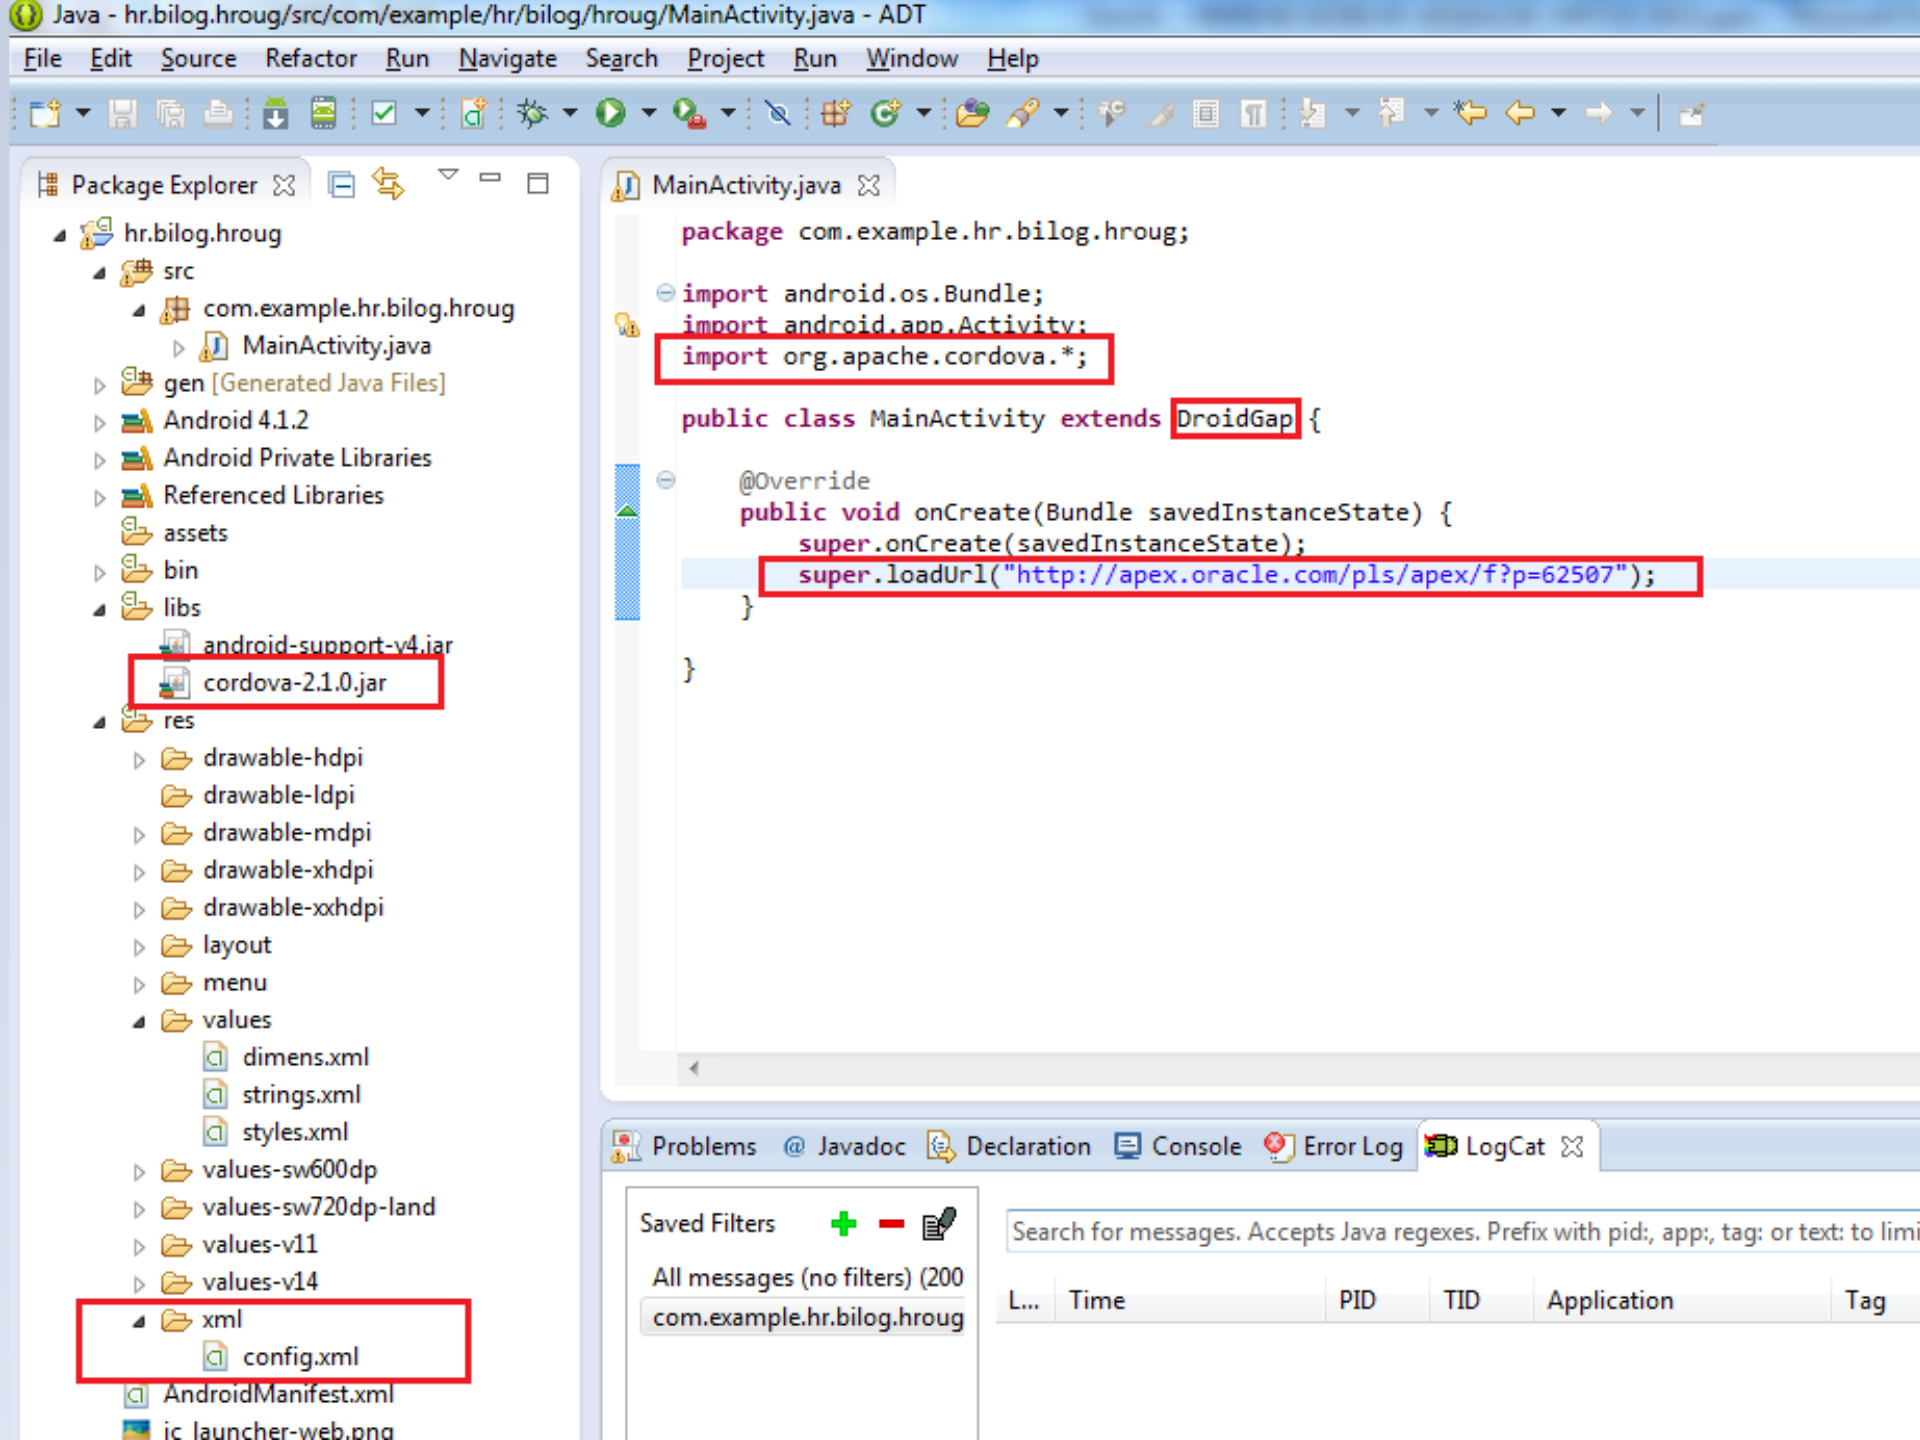 Java - hr.bilog.hroug/src/com/example/hr/bilog/hroug/MainActivity.java - ADT
File Edit Source Refactor Run Navigate Search Project Run Window Help
Package Explorer
hr.bilog.hroug
src
com.example.hr.bilog.hroug
MainActivity.java
gen [Generated Java Files]
Android 4.1.2
Android Private Libraries
Referenced Libraries
assets
bin
libs
android-support-v4.jar
cordova-2.1.0.jar
res
drawable-hdpi
drawable-ldpi
drawable-mdpi
drawable-xhdpi
drawable-xxhdpi
layout
menu
values
dimens.xml
strings.xml
styles.xml
values-sw600dp
values-sw720dp-land
values-v11
values-v14
xml
config.xml
AndroidManifest.xml
ic_launcher-web.png
MainActivity.java
package com.example.hr.bilog.hroug;
import android.os.Bundle;
import android.app.Activity;
import org.apache.cordova.*;
public class MainActivity extends DroidGap {
@Override
public void onCreate(Bundle savedInstanceState) {
super.onCreate(savedInstanceState);
super.loadUrl("http://apex.oracle.com/pls/apex/f?p=62507");
}
}
Problems @ Javadoc Declaration Console Error Log LogCat
Saved Filters
All messages (no filters) (200
com.example.hr.bilog.hroug
Search for messages. Accepts Java regexes. Prefix with pid:, app:, tag: or text: to limi
L... Time PID TID Application Tag